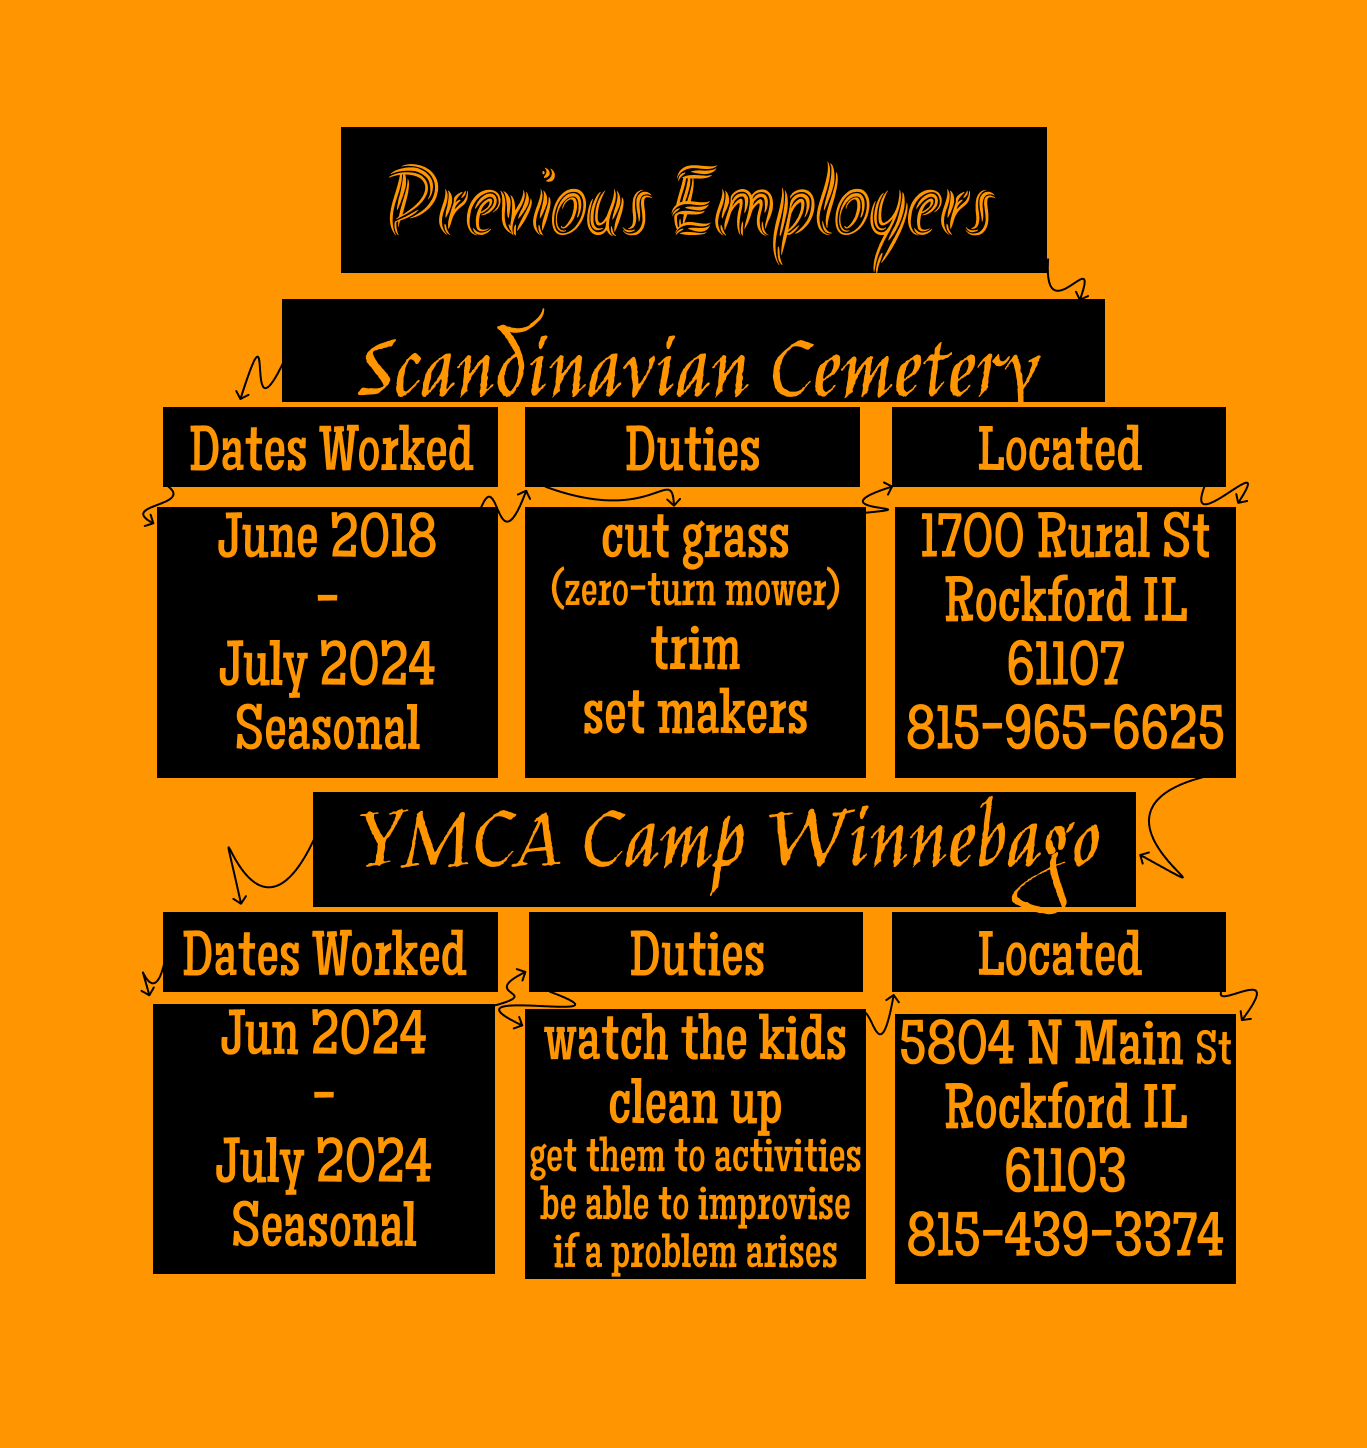 Previous Employers
Scandinavian Cemetery
Dates Worked
Duties
Located
June 2018
-
July 2024
Seasonal
cut grass
(zero-turn mower)
trim
set makers
1700 Rural St
Rockford IL
61107
815-965-6625
YMCA Camp Winnebago
Dates Worked
Duties
Located
Jun 2024
-
July 2024
Seasonal
watch the kids
clean up
get them to activities
be able to improvise
if a problem arises
5804 N Main St
Rockford IL
61103
815-439-3374